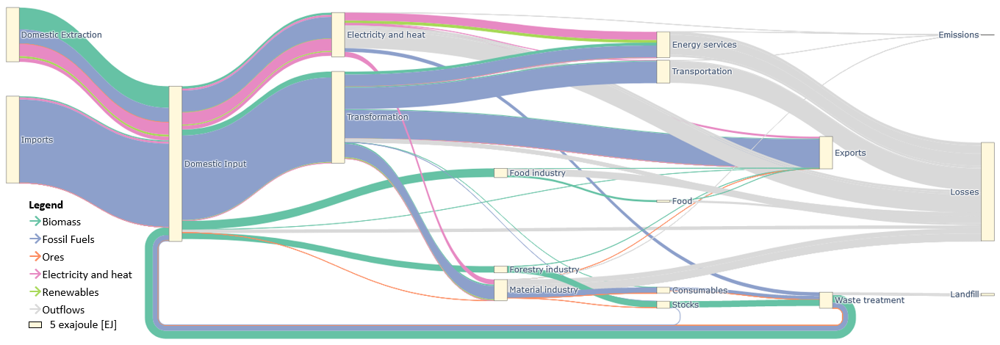 Domestic Extraction
Imports
Domestic Input
Electricity and heat
Transformation
Food industry
Forestry industry
Material industry
Energy services
Transportation
Food
Consumables
Stocks
Exports
Waste treatment
Emissions
Losses
Landfill
Legend
Biomass
Fossil Fuels
Ores
Electricity and heat
Renewables
Outflows
5 exajoule [EJ]